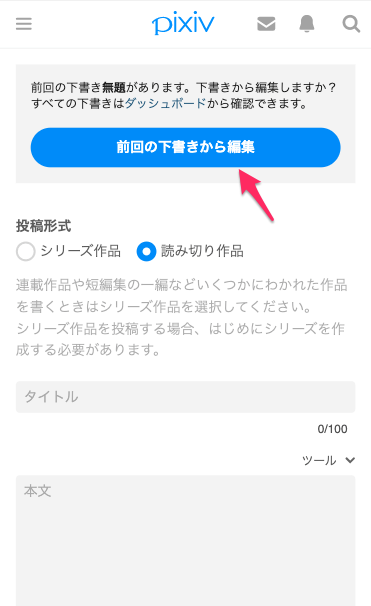 pixiv
前回の下書き無題があります。下書きから編集しますか？
すべての下書きはダッシュボードから確認できます。
前回の下書きから編集
投稿形式
シリーズ作品 読み切り作品
連載作品や短編集の一編などいくつかにわかれた作品
を書くときはシリーズ作品を選択してください。
シリーズ作品を投稿する場合、はじめにシリーズを作
成する必要があります。
タイトル
0/100
ツール
本文